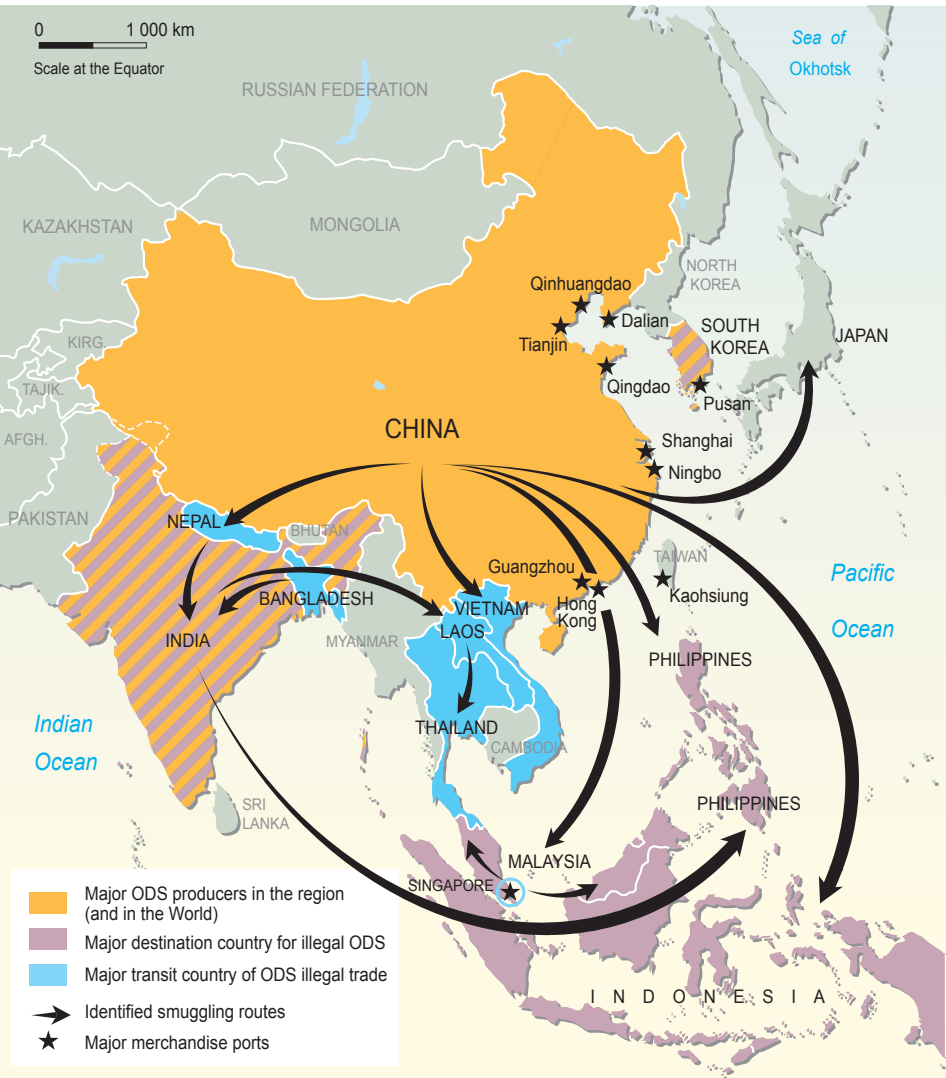 0 1 000 km
Scale at the Equator
Sea of
Okhotsk
RUSSIAN FEDERATION
KAZAKHSTAN
MONGOLIA
NORTH
KOREA
Qinhuangdao
Dalian
SOUTH
KOREA
JAPAN
Tianjin
KIRG.
Qingdao
TAJIK.
Pusan
CHINA
AFGH.
Shanghai
Ningbo
PAKISTAN
NEPAL
BHUTAN
TAIWAN
Guangzhou
Pacific
Ocean
Kaohsiung
BANGLADESH
VIETNAM
Hong
Kong
LAOS
INDIA
MYANMAR
PHILIPPINES
Indian
Ocean
THAILAND
CAMBODIA
SRI
LANKA
PHILIPPINES
MALAYSIA
SINGAPORE
INDONESIA
Major ODS producers in the region
(and in the World)
Major destination country for illegal ODS
Major transit country of ODS illegal trade
Identified smuggling routes
Major merchandise ports